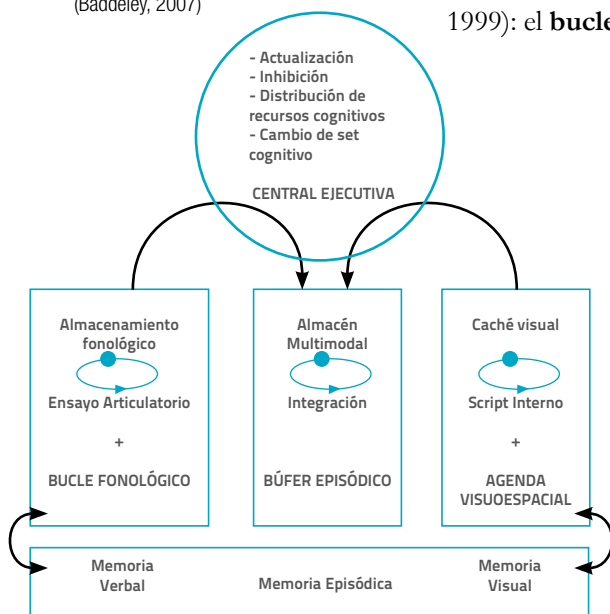 (Baddeley, 2007)
1999): el bucle
- Actualización
- Inhibición
- Distribución de
recursos cognitivos
- Cambio de set
cognitivo
CENTRAL EJECUTIVA
Almacenamiento
fonológico
Ensayo Articulatorio
+
BUCLE FONOLÓGICO
Almacén
Multimodal
Integración
BÚFER EPISÓDICO
Caché visual
Script Interno
+
AGENDA
VISUOESPACIAL
Memoria
Verbal
Memoria Episódica
Memoria
Visual